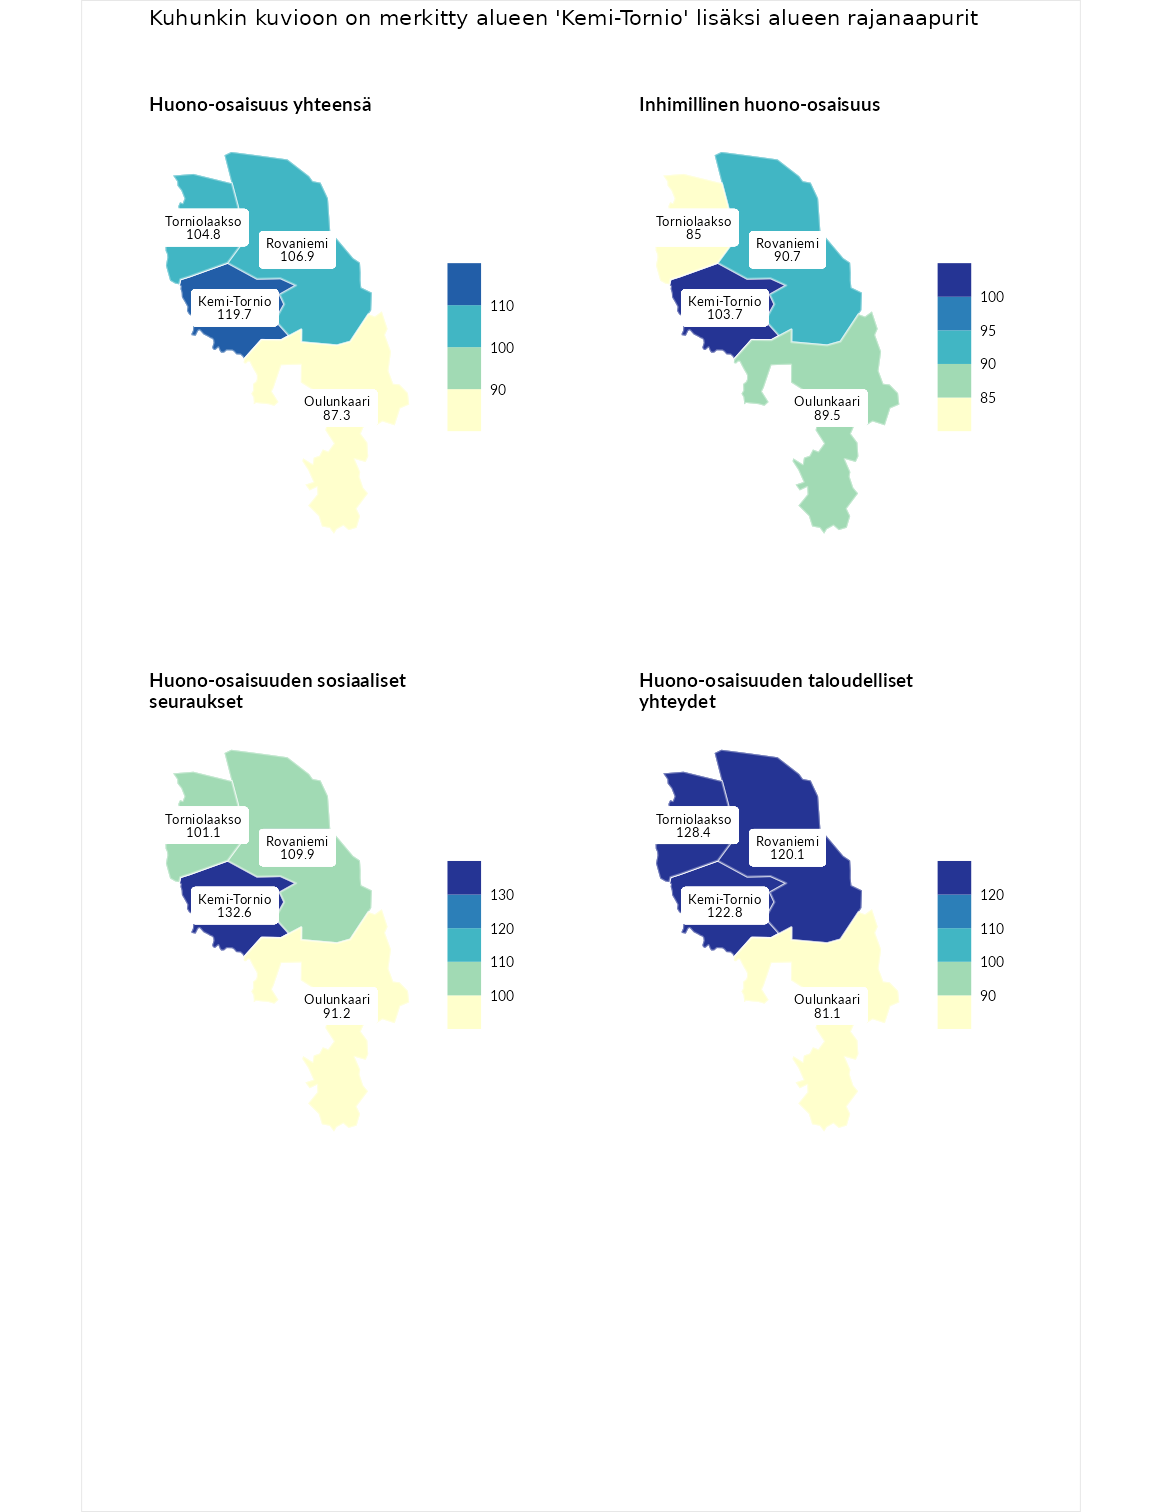 Kuhunkin kuvioon on merkitty alueen 'Kemi-Tornio' lisäksi alueen rajanaapurit
Huono-osaisuus yhteensä
Torniolaakso
104.8
Rovaniemi
106.9
Kemi-Tornio
119.7
Oulunkaari
87.3
110
100
90
Inhimillinen huono-osaisuus
Torniolaakso
85
Rovaniemi
90.7
Kemi-Tornio
103.7
Oulunkaari
89.5
100
95
90
85
Huono-osaisuuden sosiaaliset
seuraukset
Torniolaakso
101.1
Rovaniemi
109.9
Kemi-Tornio
132.6
Oulunkaari
91.2
130
120
110
100
Huono-osaisuuden taloudelliset
yhteydet
Torniolaakso
128.4
Rovaniemi
120.1
Kemi-Tornio
122.8
Oulunkaari
81.1
120
110
100
90